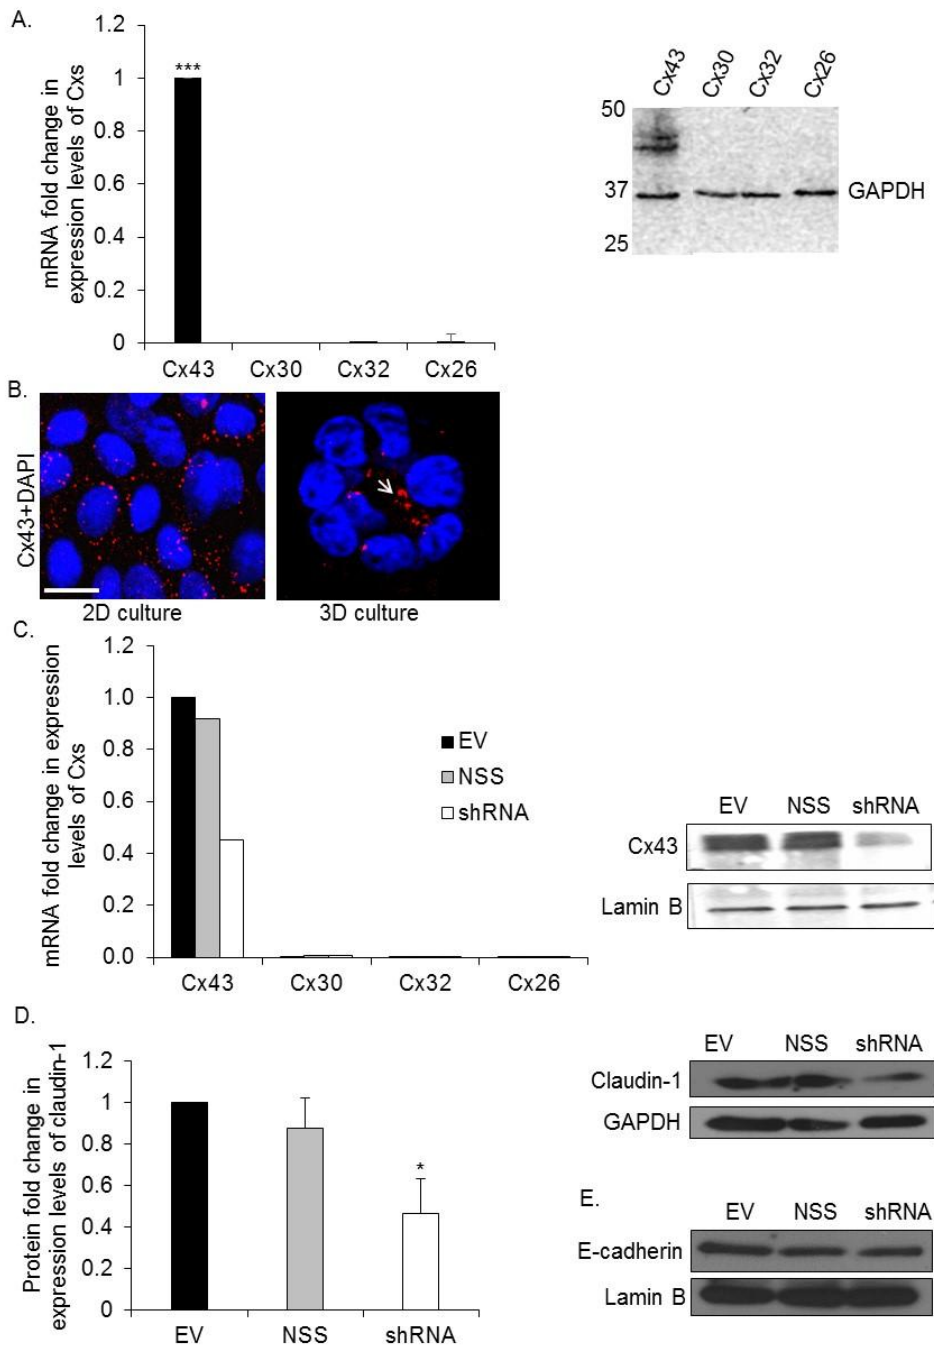 A.
mRNA fold change in
expression levels of Cxs
1.2
1
0.8
0.6
0.4
0.2
0
***
Cx43 Cx30 Cx32 Cx26
Cx43 Cx30 Cx32 Cx26
50
37
25
GAPDH
B.
Cx43+DAPI
2D culture
3D culture
C.
mRNA fold change in expression
levels of Cxs
1.2
1.0
0.8
0.6
0.4
0.2
0.0
EV
NSS
shRNA
Cx43 Cx30 Cx32 Cx26
EV NSS shRNA
Cx43
Lamin B
D.
Protein fold change in
expression levels of claudin-1
1.2
1
0.8
0.6
0.4
0.2
0
*
EV NSS shRNA
EV NSS shRNA
Claudin-1
GAPDH
E.
EV NSS shRNA
E-cadherin
Lamin B